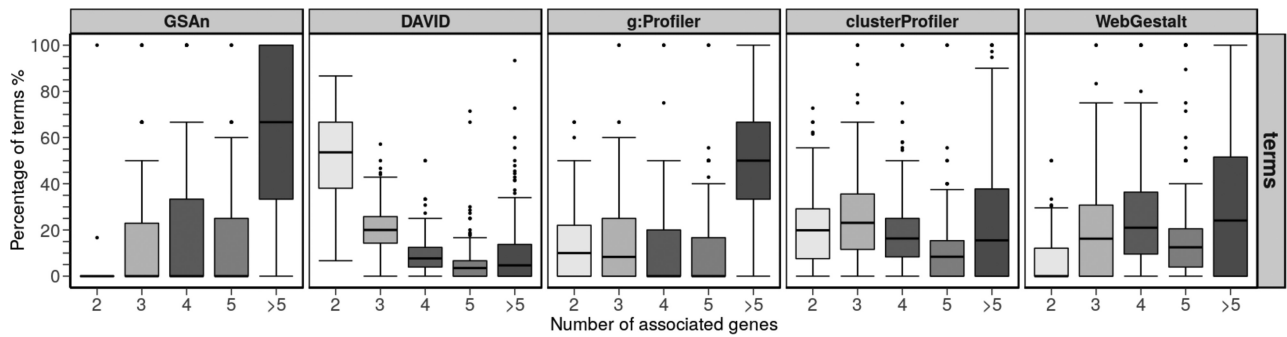 GSAn DAVID g:Profiler clusterProfiler WebGestalt
Percentage of terms %
100
80
60
40
20
0
terms
2 3 4 5 >5 2 3 4 5 >5 2 3 4 5 >5 2 3 4 5 >5 2 3 4 5 >5
Number of associated genes